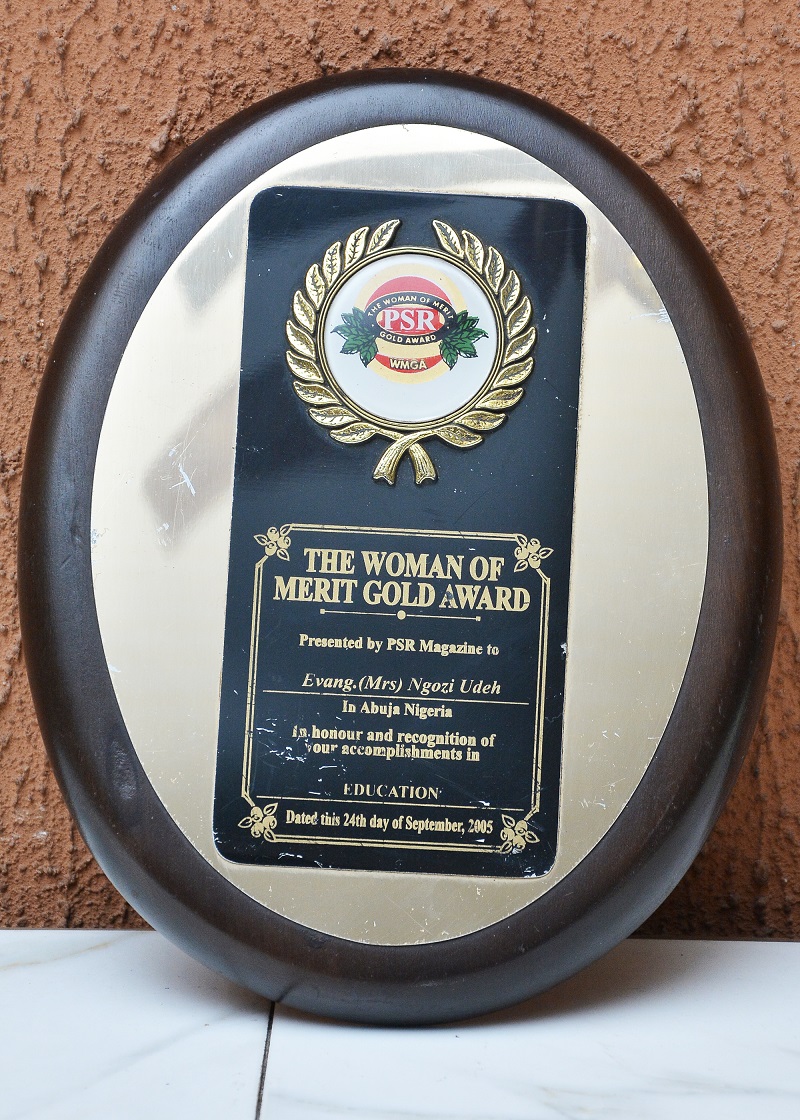 THE WOMAN OF MERIT
PSR
GOLD AWARD
WMGA
THE WOMAN OF
MERIT GOLD AWARD
Presented by PSR Magazine to
Evang.(Mrs) Ngozi Udeh
In Abuja Nigeria
In honour and recognition of
your accomplishments in
EDUCATION
Dated this 24th day of September, 2005